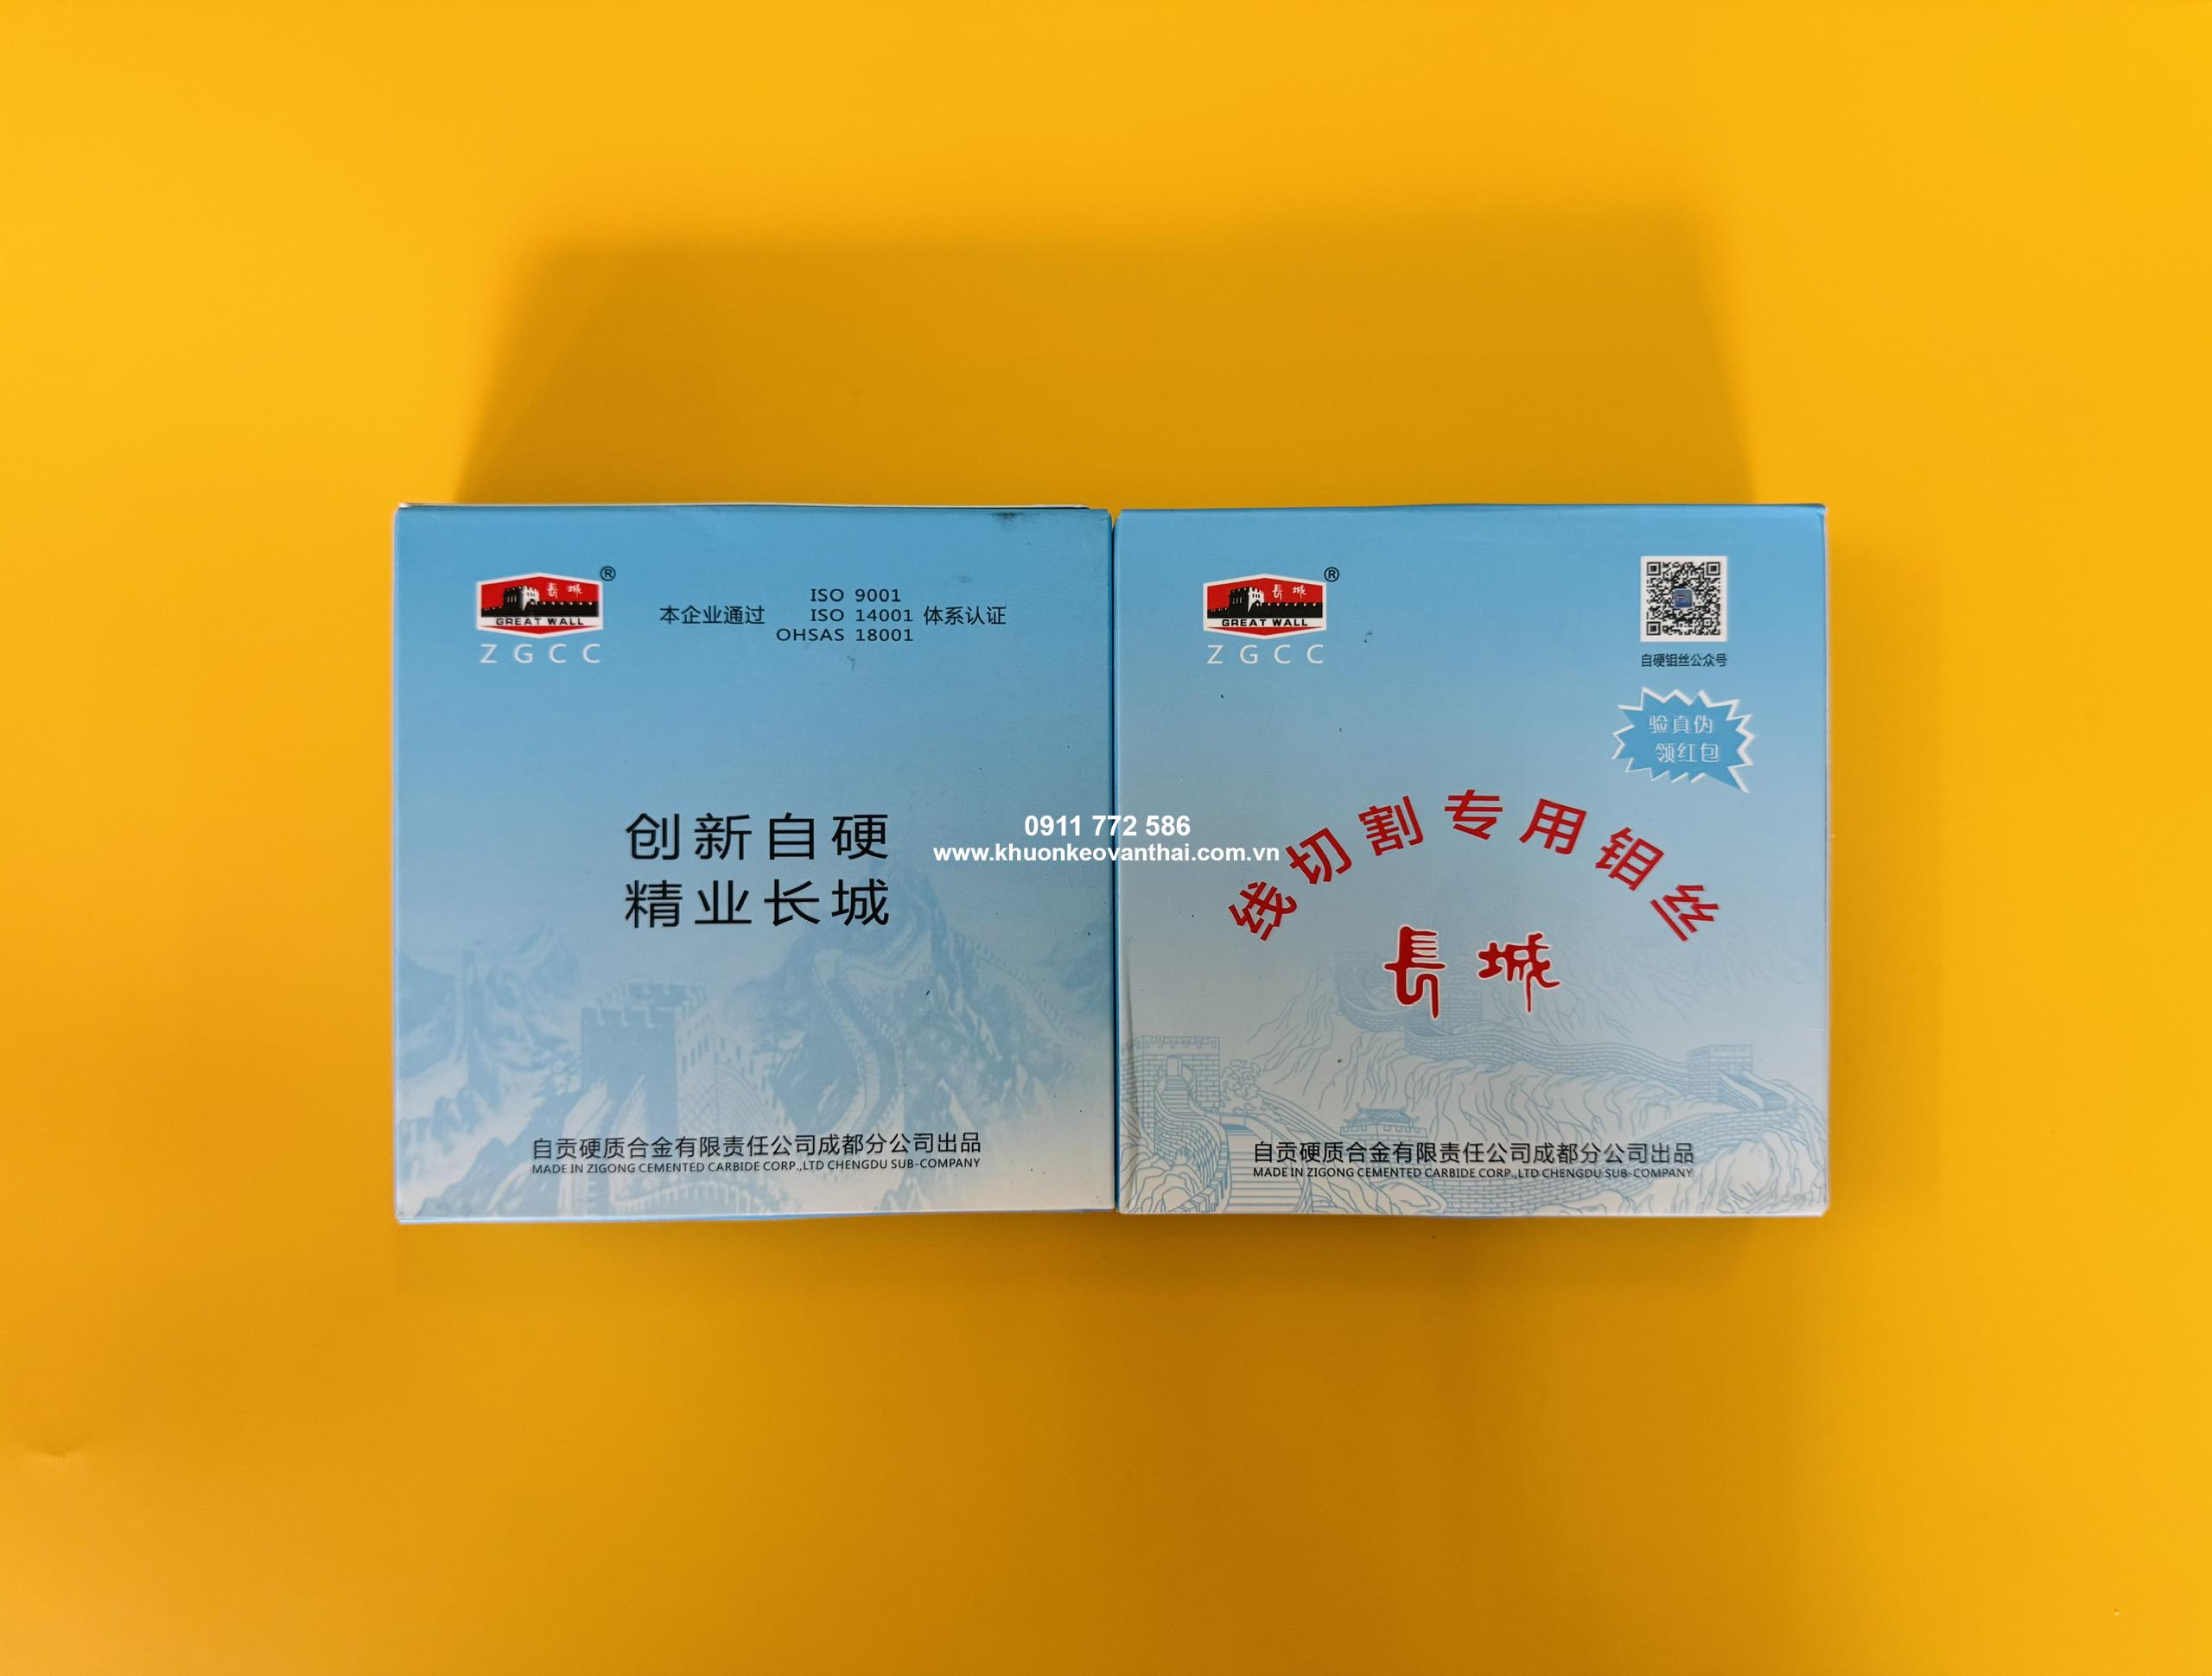 長城
GREAT WALL
®
ZGCC
本企业通过
ISO 9001
ISO 14001
OHSAS 18001
体系认证
创新自硬
精业长城
自贡硬质合金有限责任公司成都分公司出品
MADE IN ZIGONG CEMENTED CARBIDE CORP.,LTD CHENGDU SUB-COMPANY
0911 772 586
www.khuonkeovanthai.com.vn
長城
GREAT WALL
®
ZGCC
自硬钼丝公众号
验真伪
领红包
线切割专用钼丝
長城
自贡硬质合金有限责任公司成都分公司出品
MADE IN ZIGONG CEMENTED CARBIDE CORP.,LTD CHENGDU SUB-COMPANY